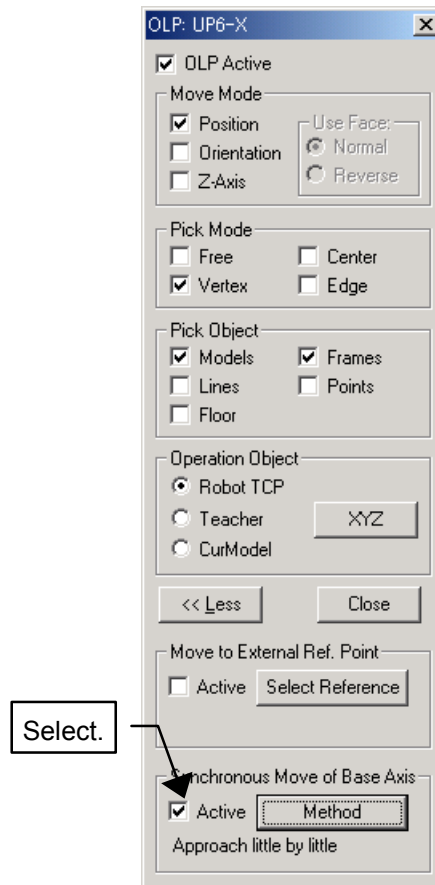 OLP: UP6-X
OLP Active
Move Mode
Position
Orientation
Z-Axis
Use Face:
Normal
Reverse
Pick Mode
Free
Center
Vertex
Edge
Pick Object
Models
Frames
Lines
Points
Floor
Operation Object
Robot TCP
Teacher
CurModel
XYZ
<< Less
Close
Move to External Ref. Point
Active
Select Reference
Select.
Synchronous Move of Base Axis
Active
Method
Approach little by little